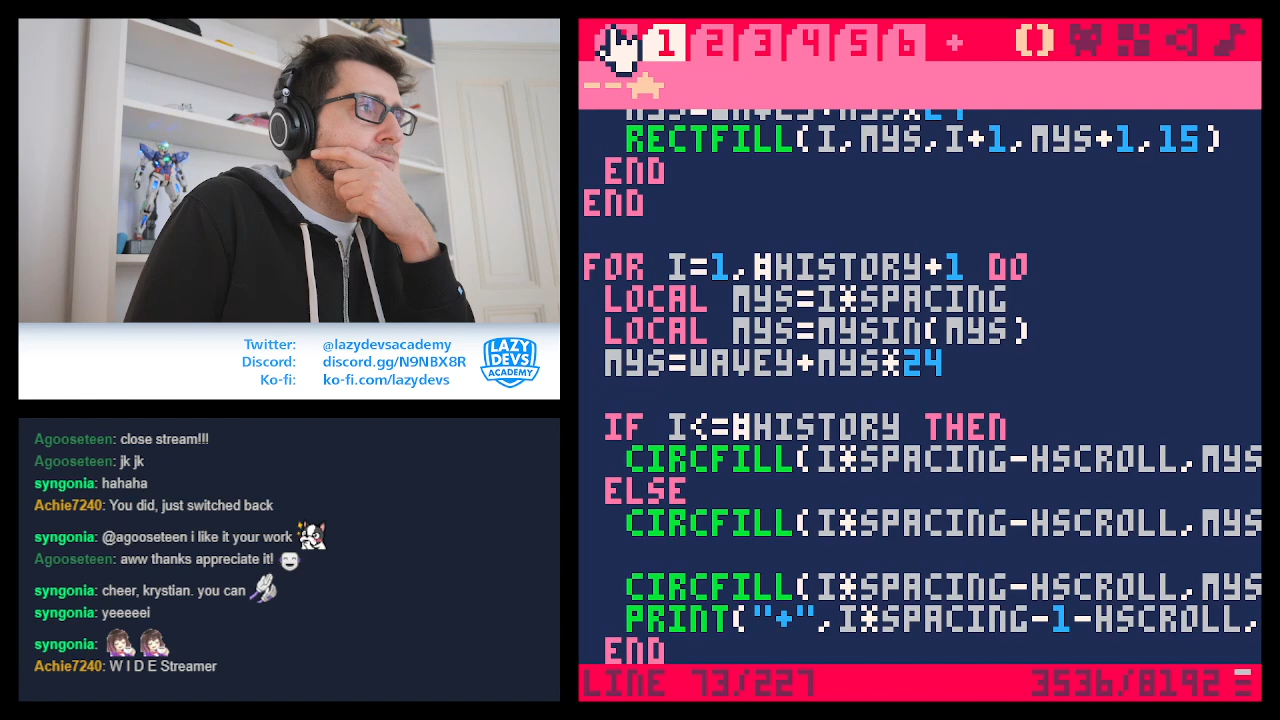 Twitter: @lazydevsacademy
Discord: discord.gg/N9NBX8R
Ko-fi: ko-fi.com/lazydevs
LAZY
DEVS
ACADEMY
Agooseteen: close stream!!!
Agooseteen: jk jk
syngonia: hahaha
Achie7240: You did, just switched back
syngonia: @agooseteen i like it your work
Agooseteen: aww thanks appreciate it!
syngonia: cheer, krystian. you can
syngonia: yeeeeei
syngonia:
Achie7240: W I D E Streamer
1 2 3 4 5 6 + ()
--
RECTFILL(I,MYS,I+1,MYS+1,15)
END
END
FOR I=1,#HISTORY+1 DO
LOCAL MYS=I*SPACING
LOCAL MYS=MYSIN(MYS)
MYS=WAVEY+MYS*24
IF I<=#HISTORY THEN
CIRCFILL(I*SPACING-HSCROLL,MYS
ELSE
CIRCFILL(I*SPACING-HSCROLL,MYS
CIRCFILL(I*SPACING-HSCROLL,MYS
PRINT("+",I*SPACING-1-HSCROLL,
END
LINE 73/227 3536/8192